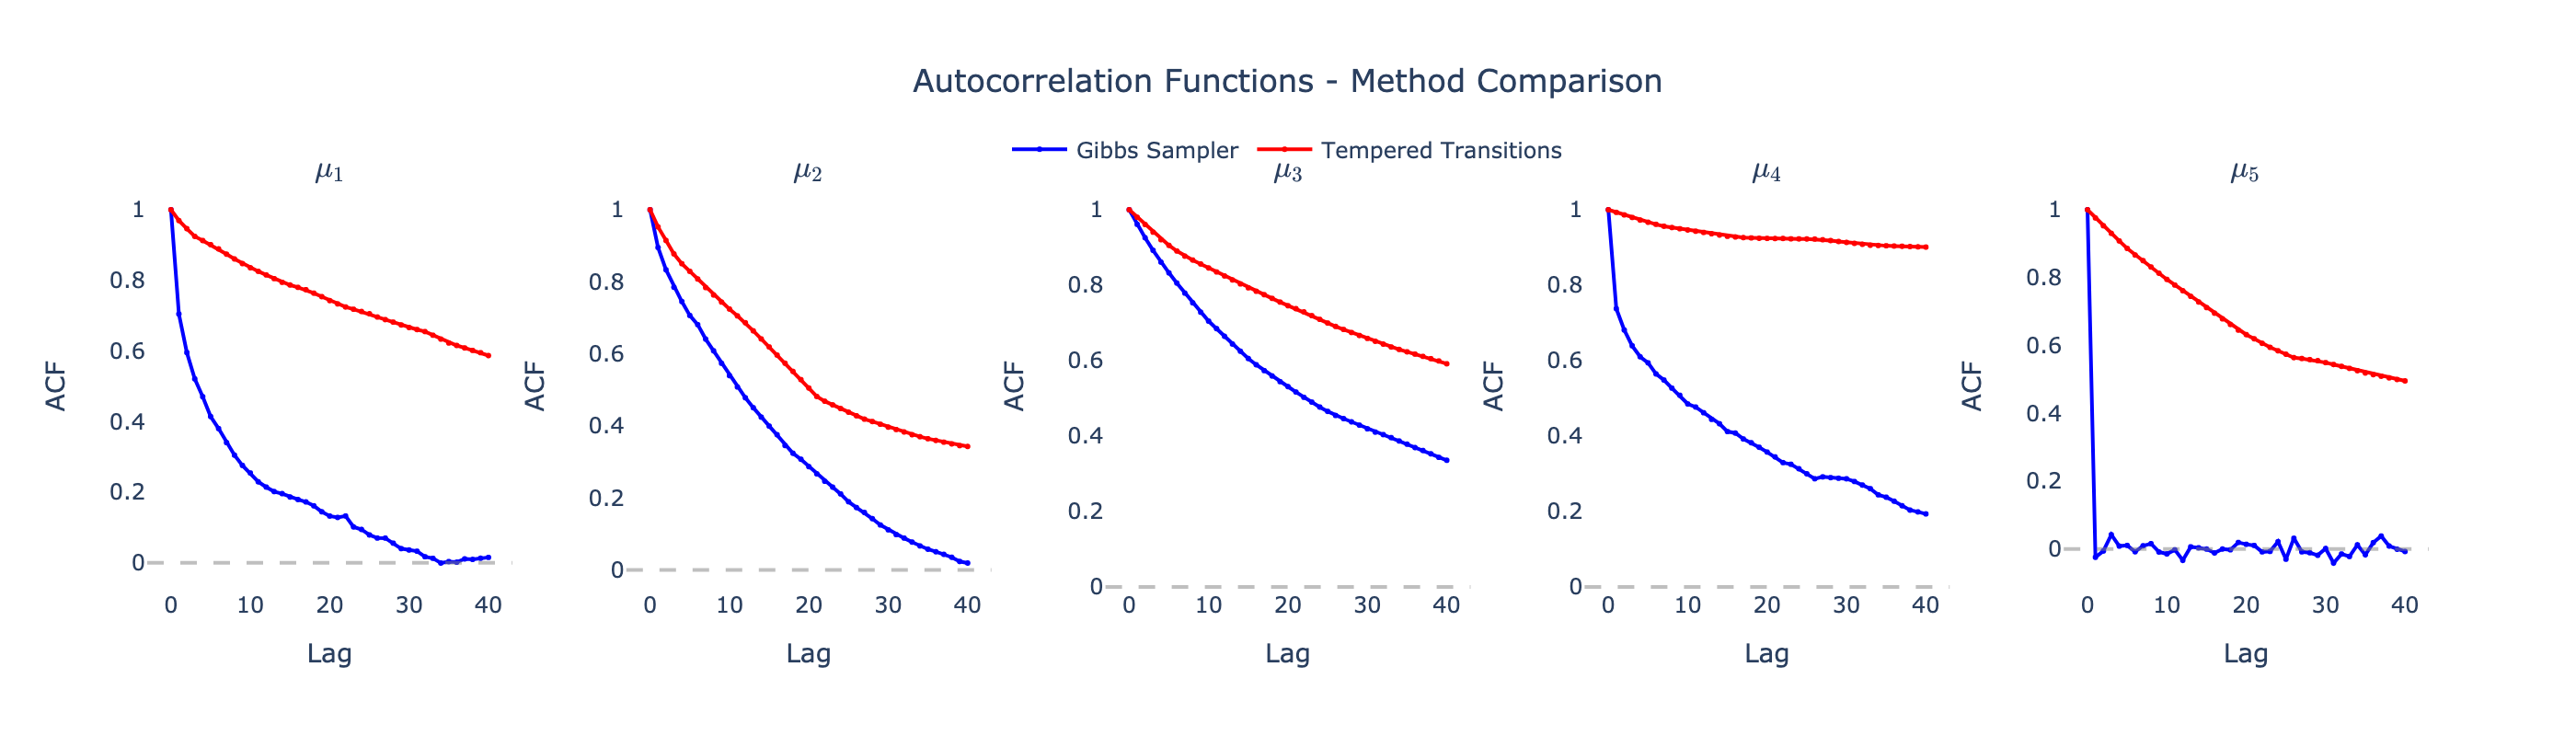 Autocorrelation Functions - Method Comparison
Gibbs Sampler Tempered Transitions
μ1 μ2 μ3 μ4 μ5
1 1 1 1 1
0.8 0.8 0.8 0.8 0.8
0.6 0.6 0.6 0.6 0.6
ACF ACF ACF ACF ACF
0.4 0.4 0.4 0.4 0.4
0.2 0.2 0.2 0.2 0.2
0 0 0 0 0
0 10 20 30 40 0 10 20 30 40 0 10 20 30 40 0 10 20 30 40 0 10 20 30 40
Lag Lag Lag Lag Lag